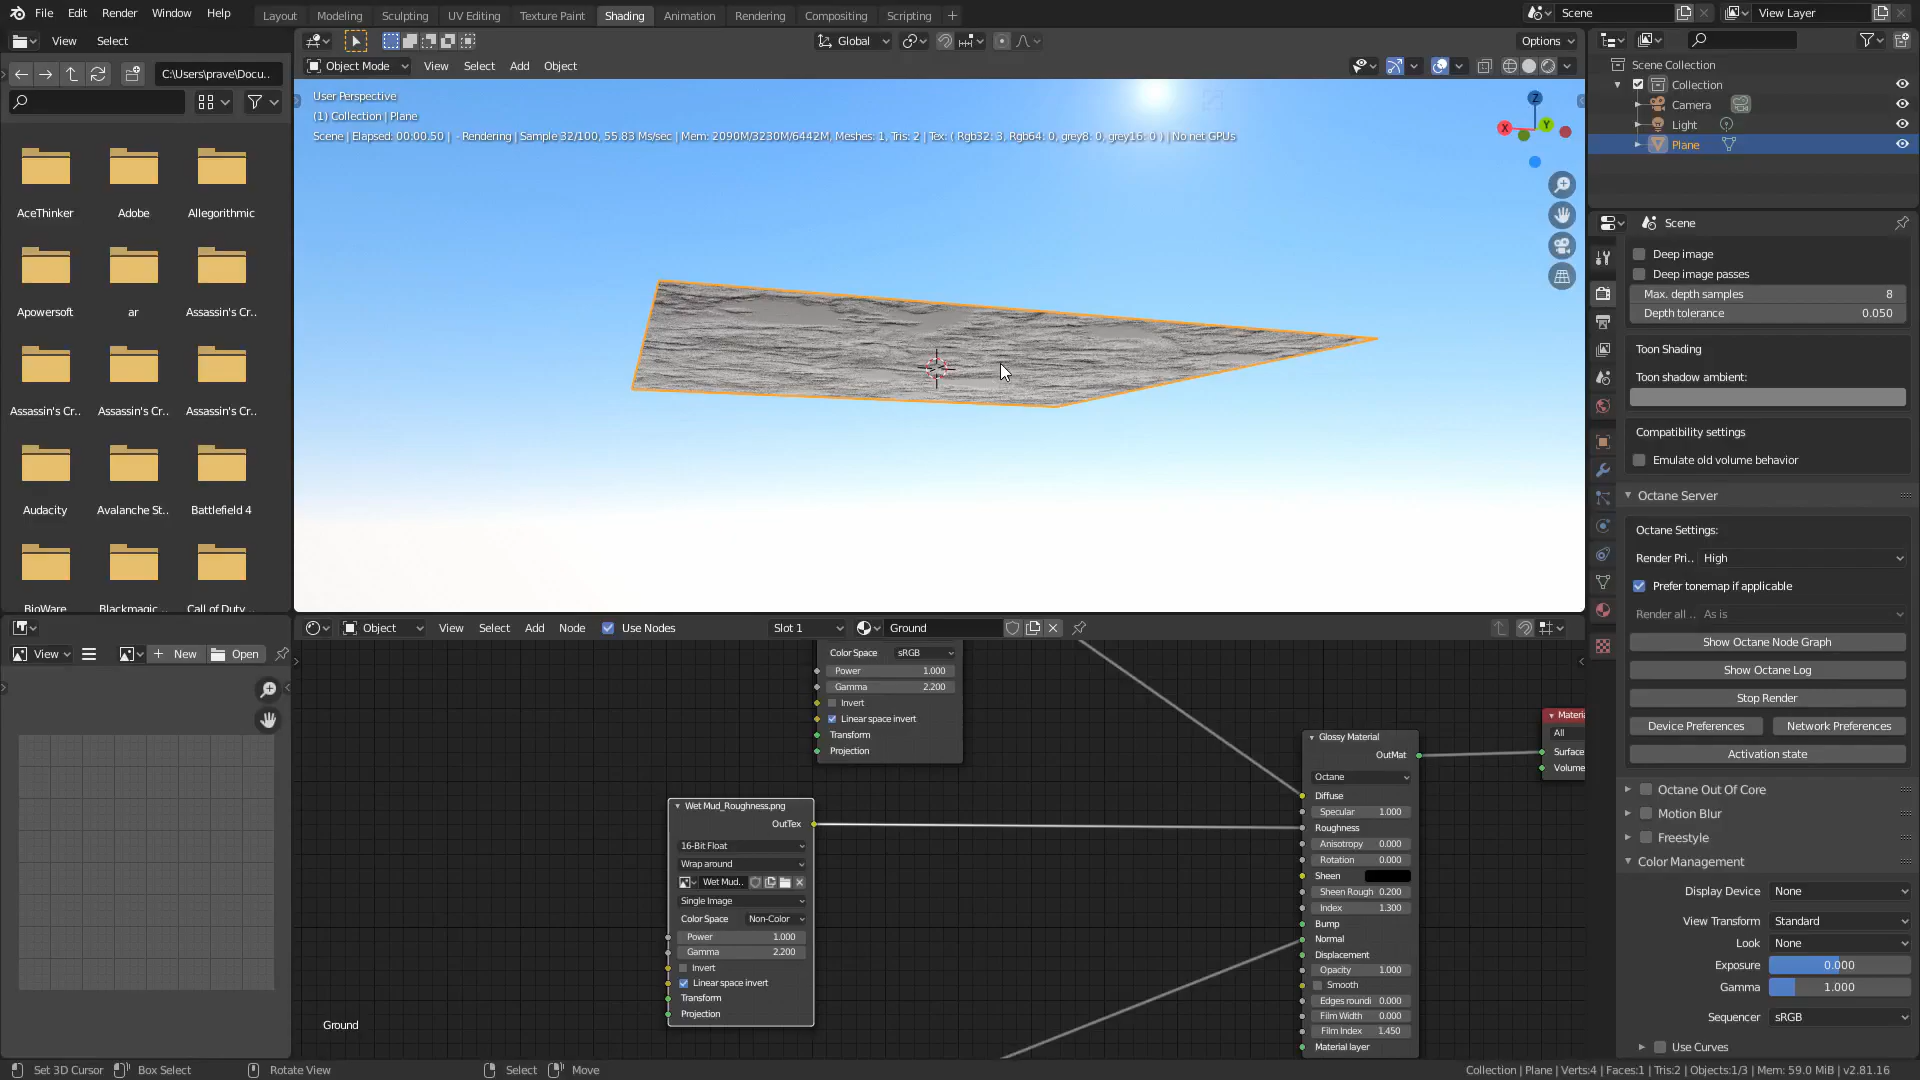 File Edit Render Window Help
Layout Modeling Sculpting UV Editing Texture Paint Shading Animation Rendering Compositing Scripting +
Scene
View Layer
View Select
Global
Options
C:\Users\prave\Docu..
Object Mode View Select Add Object
AceThinker
Adobe
Allegorithmic
Apowersoft
ar
Assassin's Cr..
Assassin's Cr..
Assassin's Cr..
Assassin's Cr..
Audacity
Avalanche St..
Battlefield 4
BioWare
Blackmagic ..
Call of Duty ..
User Perspective
(1) Collection | Plane
Scene | Elapsed: 00:00.50 | - Rendering | Sample 32/100, 55.83 Ms/sec | Mem: 2090M/3230M/6442M, Meshes: 1, Tris: 2 | Tex: ( Rgb32: 3, Rgb64: 0, grey8: 0, grey16: 0 ) | No net GPUs
X
Y
Z
Scene Collection
Collection
Camera
Light
Plane
Scene
Deep image
Deep image passes
Max. depth samples 8
Depth tolerance 0.050
Toon Shading
Toon shadow ambient:
Compatibility settings
Emulate old volume behavior
Octane Server
Octane Settings:
Render Pri.. High
Prefer tonemap if applicable
Render all .. As is
Show Octane Node Graph
Show Octane Log
Stop Render
Device Preferences
Network Preferences
Activation state
Octane Out Of Core
Motion Blur
Freestyle
Color Management
Display Device None
View Transform Standard
Look None
Exposure 0.000
Gamma 1.000
Sequencer sRGB
Use Curves
View
New
Open
Object View Select Add Node Use Nodes
Slot 1
Ground
Color Space sRGB
Power 1.000
Gamma 2.200
Invert
Linear space invert
Transform
Projection
Wet Mud_Roughness.png
OutTex
16-Bit Float
Wrap around
Wet Mud..
Single Image
Color Space Non-Color
Power 1.000
Gamma 2.200
Invert
Linear space invert
Transform
Projection
Glossy Material
OutMat
Octane
Diffuse
Specular 1.000
Roughness
Anisotropy 0.000
Rotation 0.000
Sheen
Sheen Rough 0.200
Index 1.300
Bump
Normal
Displacement
Opacity 1.000
Smooth
Edges roundi 0.000
Film Width 0.000
Film Index 1.450
Material layer
Materia
All
Surface
Volume
Ground
Set 3D Cursor
Box Select
Rotate View
Select
Move
Collection | Plane | Verts:4 | Faces:1 | Tris:2 | Objects:1/3 | Mem: 59.0 MiB | v2.81.16